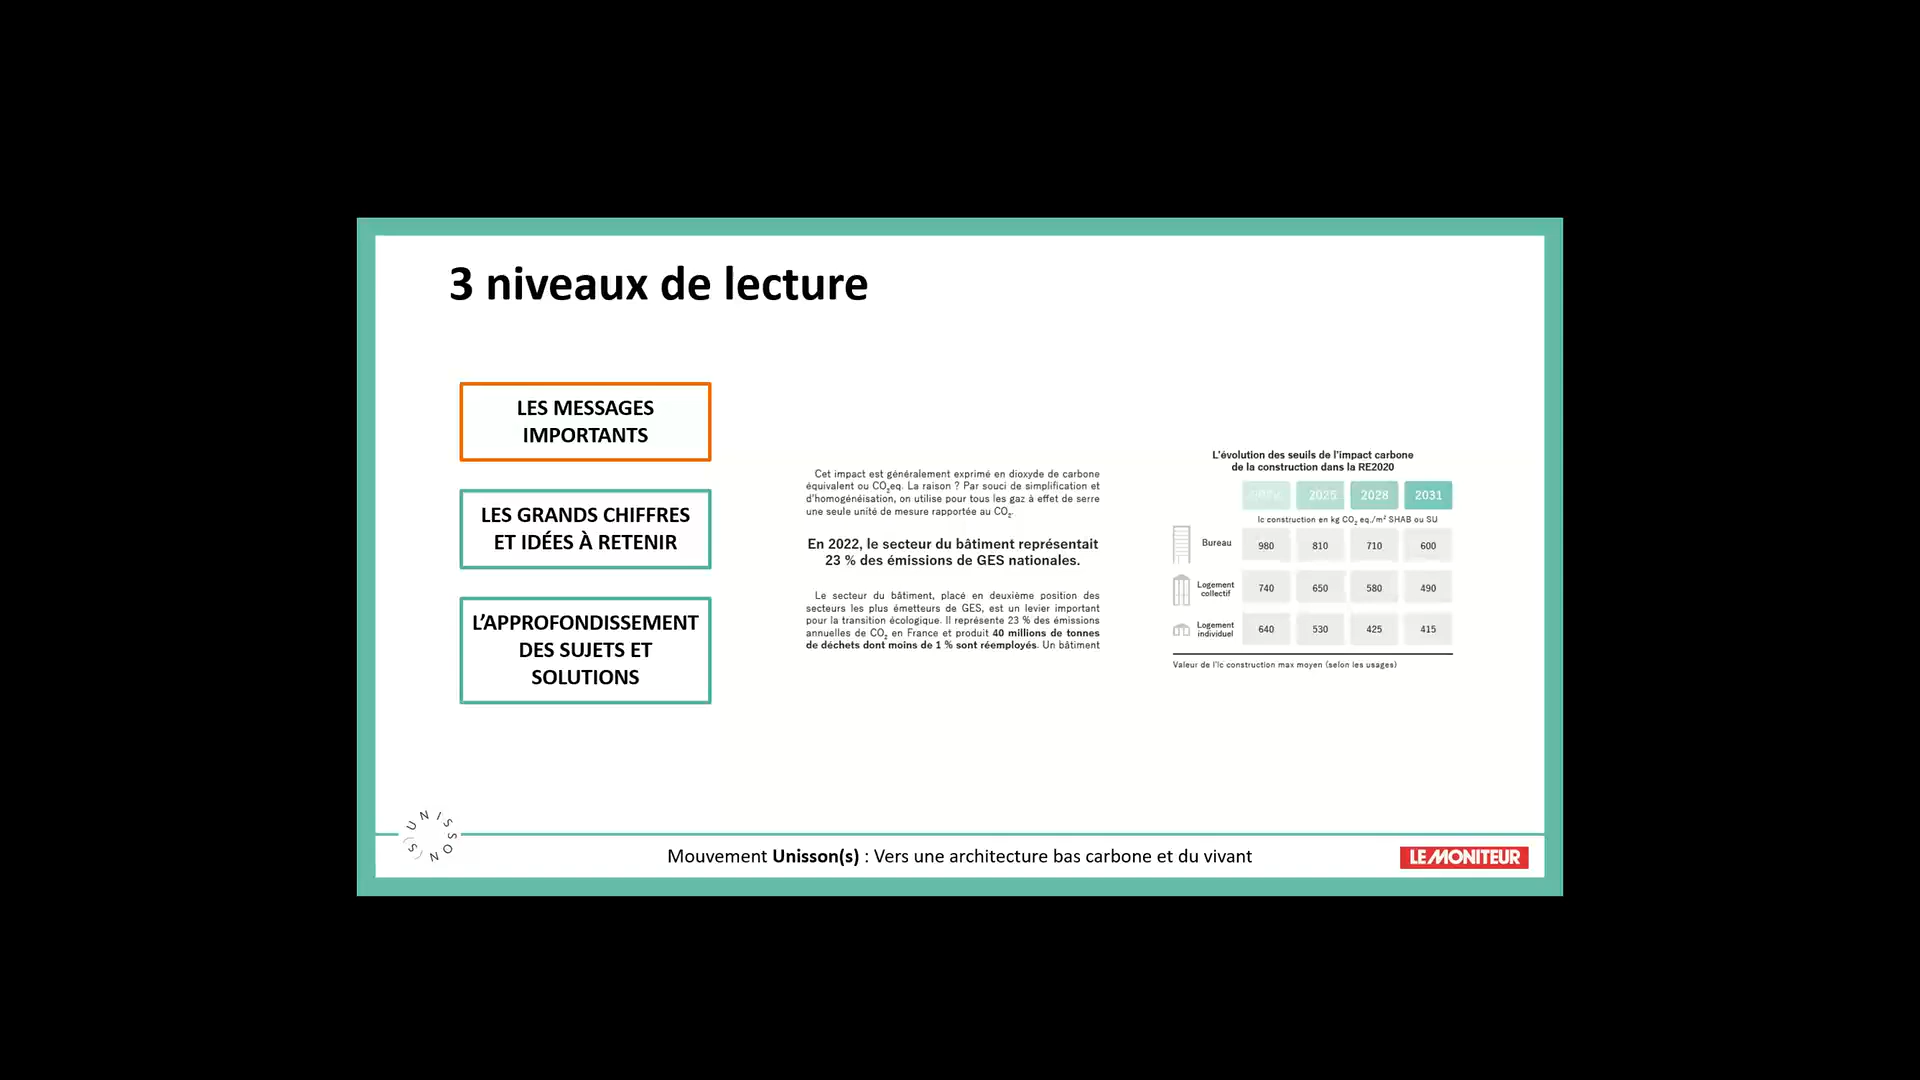 3 niveaux de lecture
LES MESSAGES
IMPORTANTS
LES GRANDS CHIFFRES
ET IDÉES À RETENIR
L'APPROFONDISSEMENT
DES SUJETS ET
SOLUTIONS
Cet impact est généralement exprimé en dioxyde de carbone
équivalent ou CO₂eq. La raison ? Par souci de simplification et
d'homogénéisation, on utilise pour tous les gaz à effet de serre
une seule unité de mesure rapportée au CO₂.
En 2022, le secteur du bâtiment représentait
23 % des émissions de GES nationales.
Le secteur du bâtiment, placé en deuxième position des
secteurs les plus émetteurs de GES, est un levier important
pour la transition écologique. Il représente 23 % des émissions
annuelles de CO₂ en France et produit 40 millions de tonnes
de déchets dont moins de 1 % sont réemployés. Un bâtiment
L'évolution des seuils de l'impact carbone
de la construction dans la RE2020
2025 2028 2031
Ic construction en kg CO₂ eq./m² SHAB ou SU
Bureau 980 810 710 600
Logement
collectif 740 650 580 490
Logement
individuel 640 530 425 415
Valeur de l'Ic construction max moyen (selon les usages)
UNISSON(S)
Mouvement Unisson(s) : Vers une architecture bas carbone et du vivant
LE MONITEUR